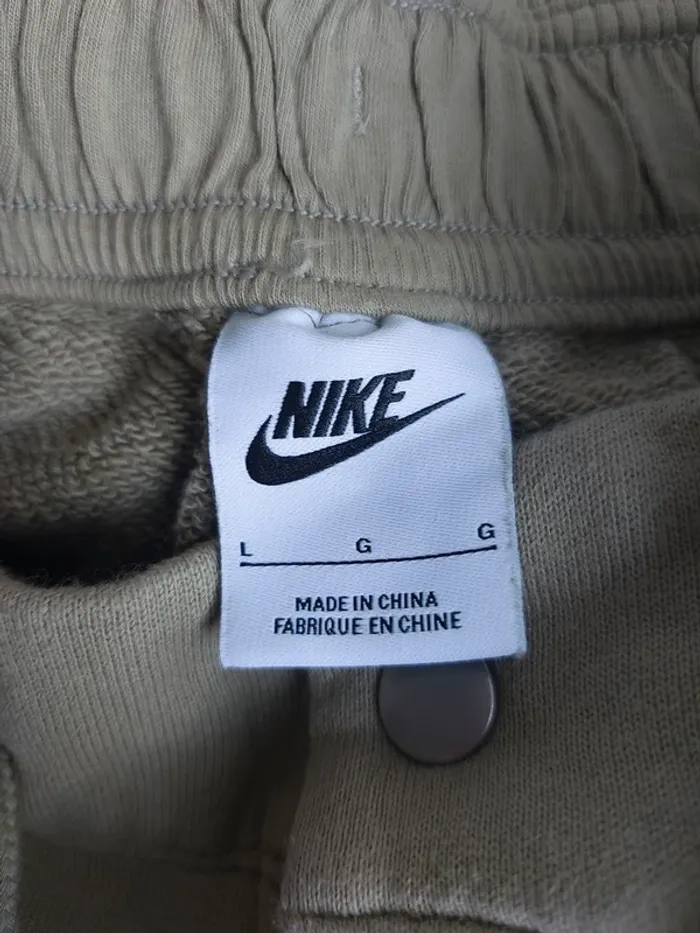 NIKE
L G G
MADE IN CHINA
FABRIQUE EN CHINE